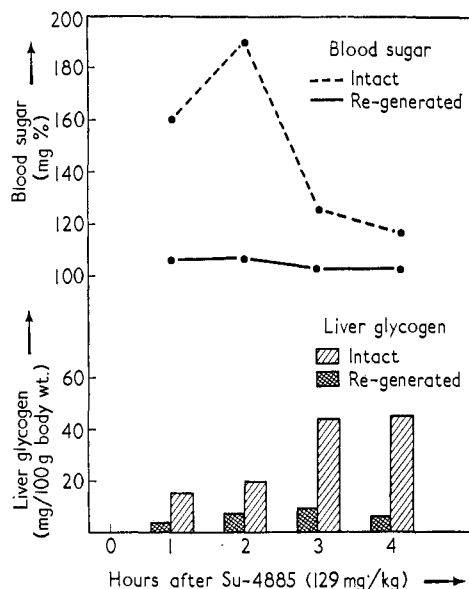 200
180
160
140
120
100
Blood sugar
(mg %)
Blood sugar
Intact
Re-generated
Liver glycogen
Intact
Re-generated
60
40
20
Liver glycogen
(mg/100 g body wt.)
0 1 2 3 4
Hours after Su-4885 (129 mg/kg)